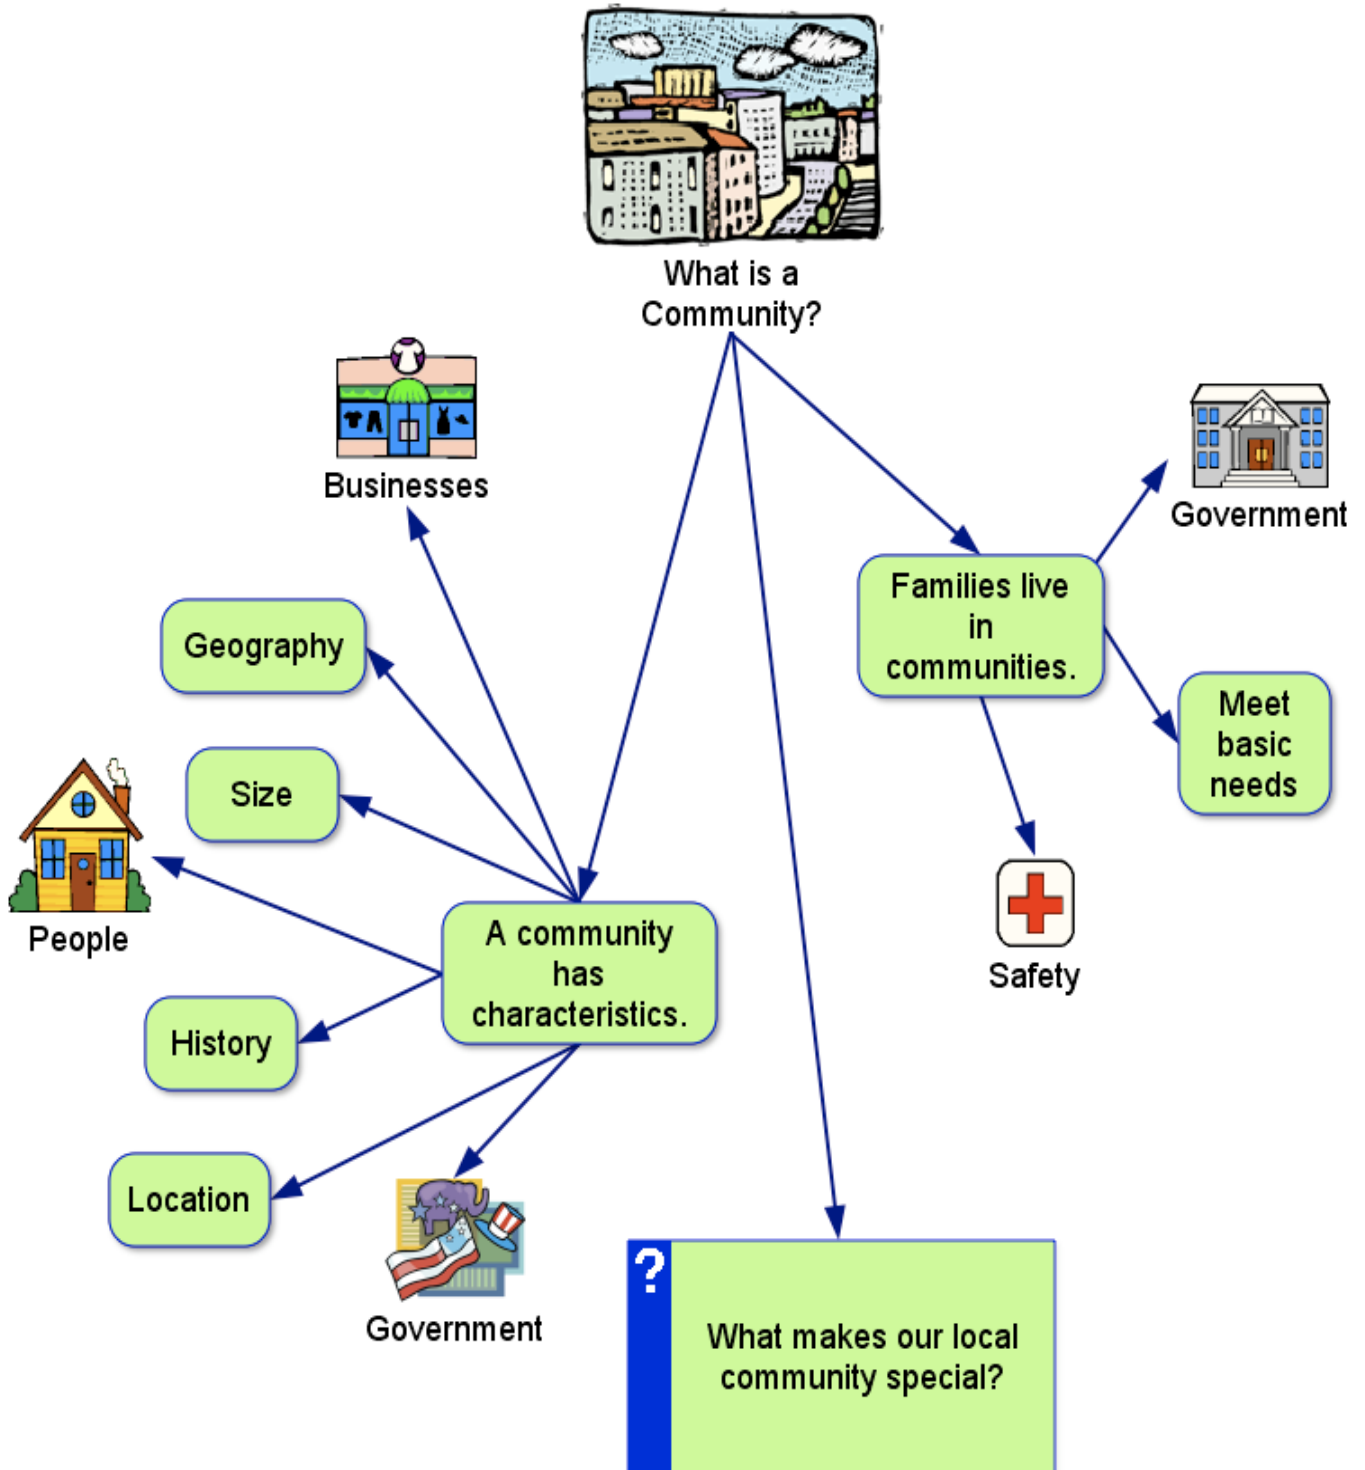 What is a
Community?
Businesses
Government
Families live
in
communities.
Geography
Meet
basic
needs
Size
People
A community
has
characteristics.
Safety
History
Location
Government
?
What makes our local
community special?